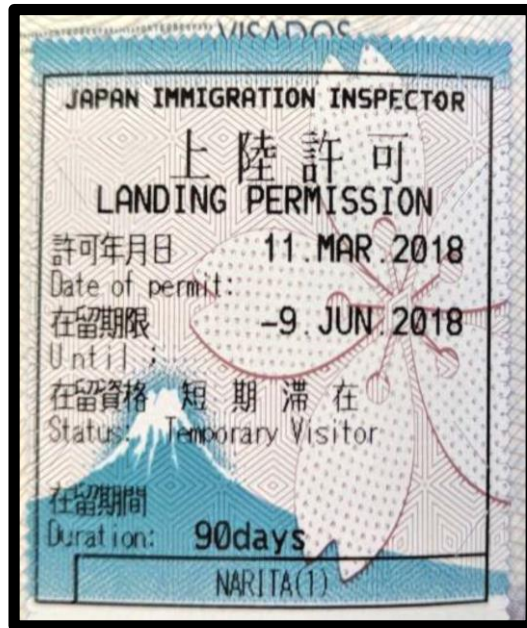 VISADOS
JAPAN IMMIGRATION INSPECTOR
上陸許可
LANDING PERMISSION
許可年月日 11.MAR.2018
Date of permit:
在留期限 -9.JUN.2018
Until :
在留資格 短期滞在
Status: Temporary Visitor
在留期間
Duration: 90days
NARITA(1)